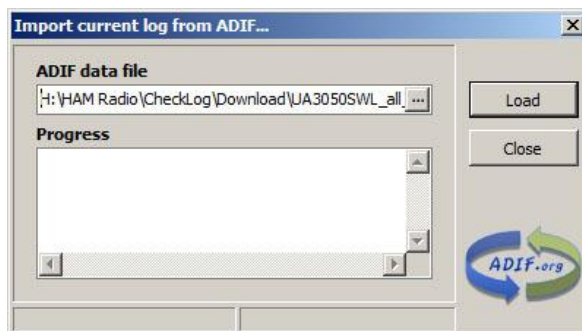 Import current log from ADIF...
ADIF data file
H:\HAM Radio\CheckLog\Download\UA3050SWL_all_
...
Load
Progress
Close
ADIF.org